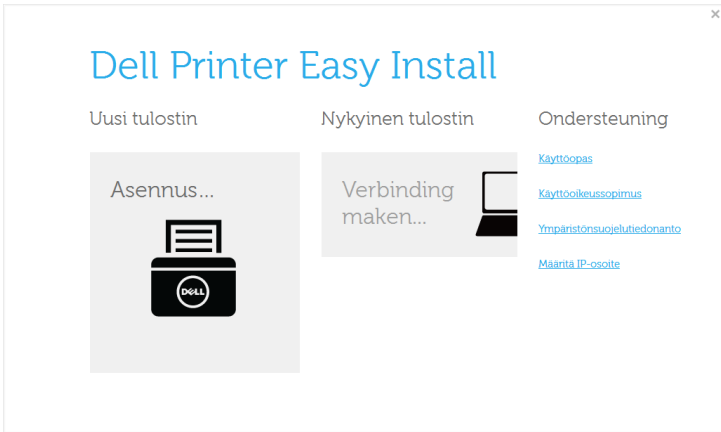 Dell Printer Easy Install
Uusi tulostin
Asennus...
DELL
Nykyinen tulostin
Verbinding
maken...
Ondersteuning
Käyttöopas
Käyttöoikeussopimus
Ympäristönsuojelutiedonanto
Määritä IP-osoite